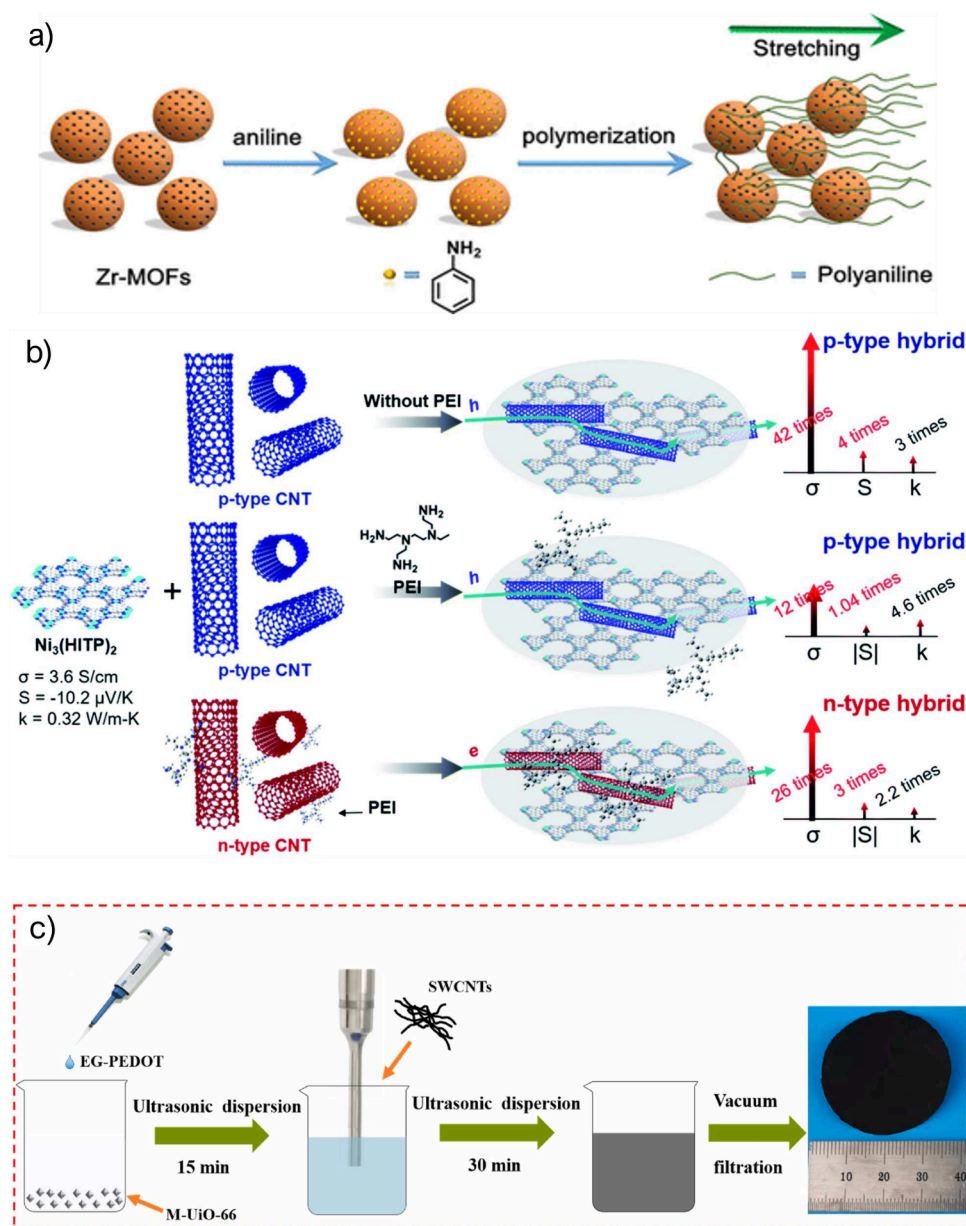 a)
Stretching
aniline
polymerization
Zr-MOFs
=
NH₂
= Polyaniline
b)
p-type CNT
Without PEI
h
p-type hybrid
42 times
4 times
3 times
σ S k
Ni₃(HITP)₂
σ = 3.6 S/cm
S = -10.2 µV/K
k = 0.32 W/m-K
+
p-type CNT
NH₂
H₂N
N
N
NH₂
PEI
h
p-type hybrid
12 times
1.04 times
4.6 times
σ |S| k
n-type CNT
PEI
e
n-type hybrid
26 times
3 times
2.2 times
σ |S| k
c)
EG-PEDOT
M-UiO-66
Ultrasonic dispersion
15 min
SWCNTs
Ultrasonic dispersion
30 min
Vacuum
filtration
10 20 30 40